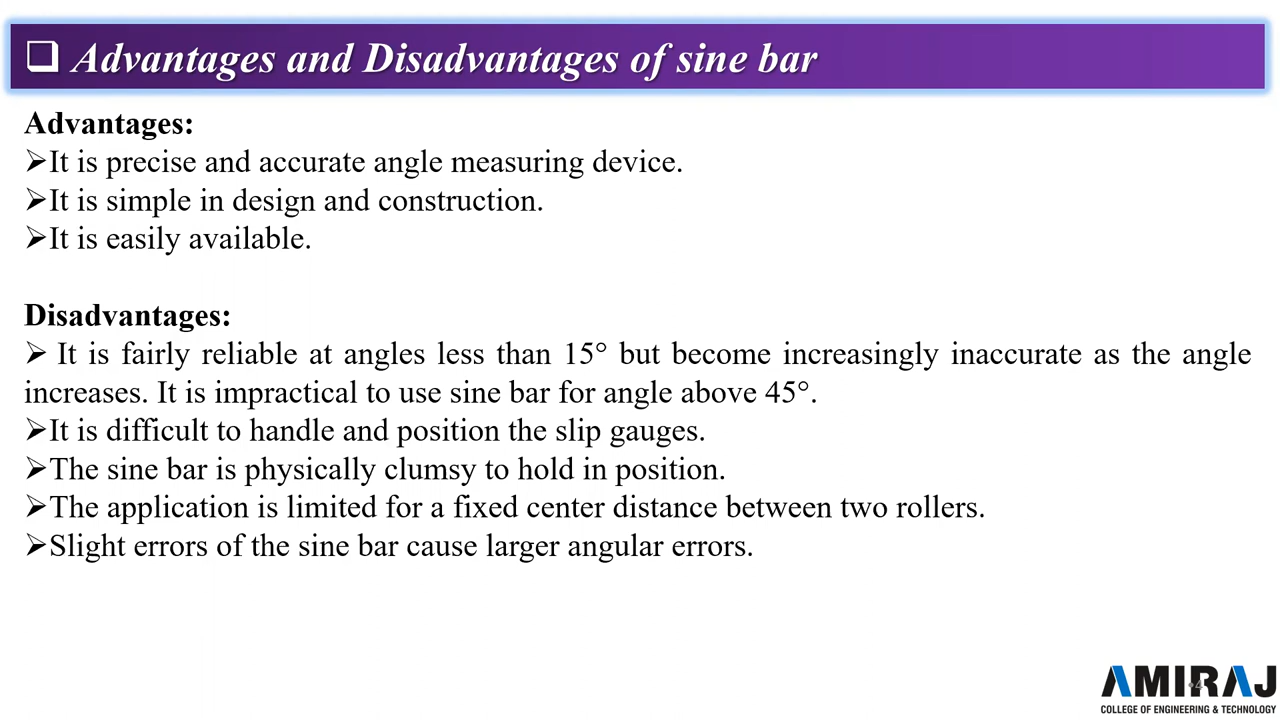 ❑ Advantages and Disadvantages of sine bar
Advantages:
➢It is precise and accurate angle measuring device.
➢It is simple in design and construction.
➢It is easily available.
Disadvantages:
➢ It is fairly reliable at angles less than 15° but become increasingly inaccurate as the angle
increases. It is impractical to use sine bar for angle above 45°.
➢It is difficult to handle and position the slip gauges.
➢The sine bar is physically clumsy to hold in position.
➢The application is limited for a fixed center distance between two rollers.
➢Slight errors of the sine bar cause larger angular errors.
AMIRAJ
COLLEGE OF ENGINEERING & TECHNOLOGY